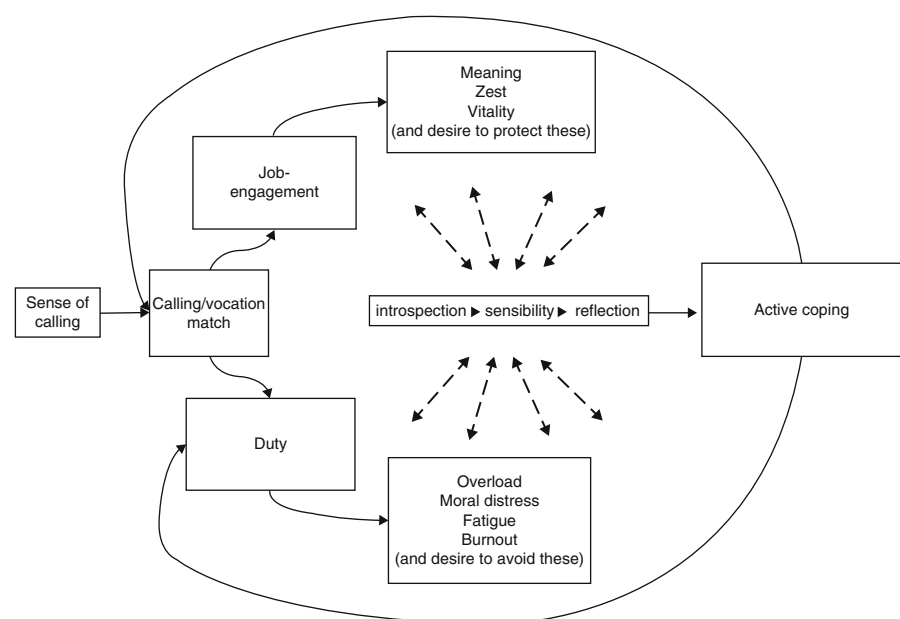 Meaning
Zest
Vitality
(and desire to protect these)
Job-
engagement
Sense of
calling
Calling/vocation
match
introspection ▸ sensibility ▸ reflection
Active coping
Duty
Overload
Moral distress
Fatigue
Burnout
(and desire to avoid these)